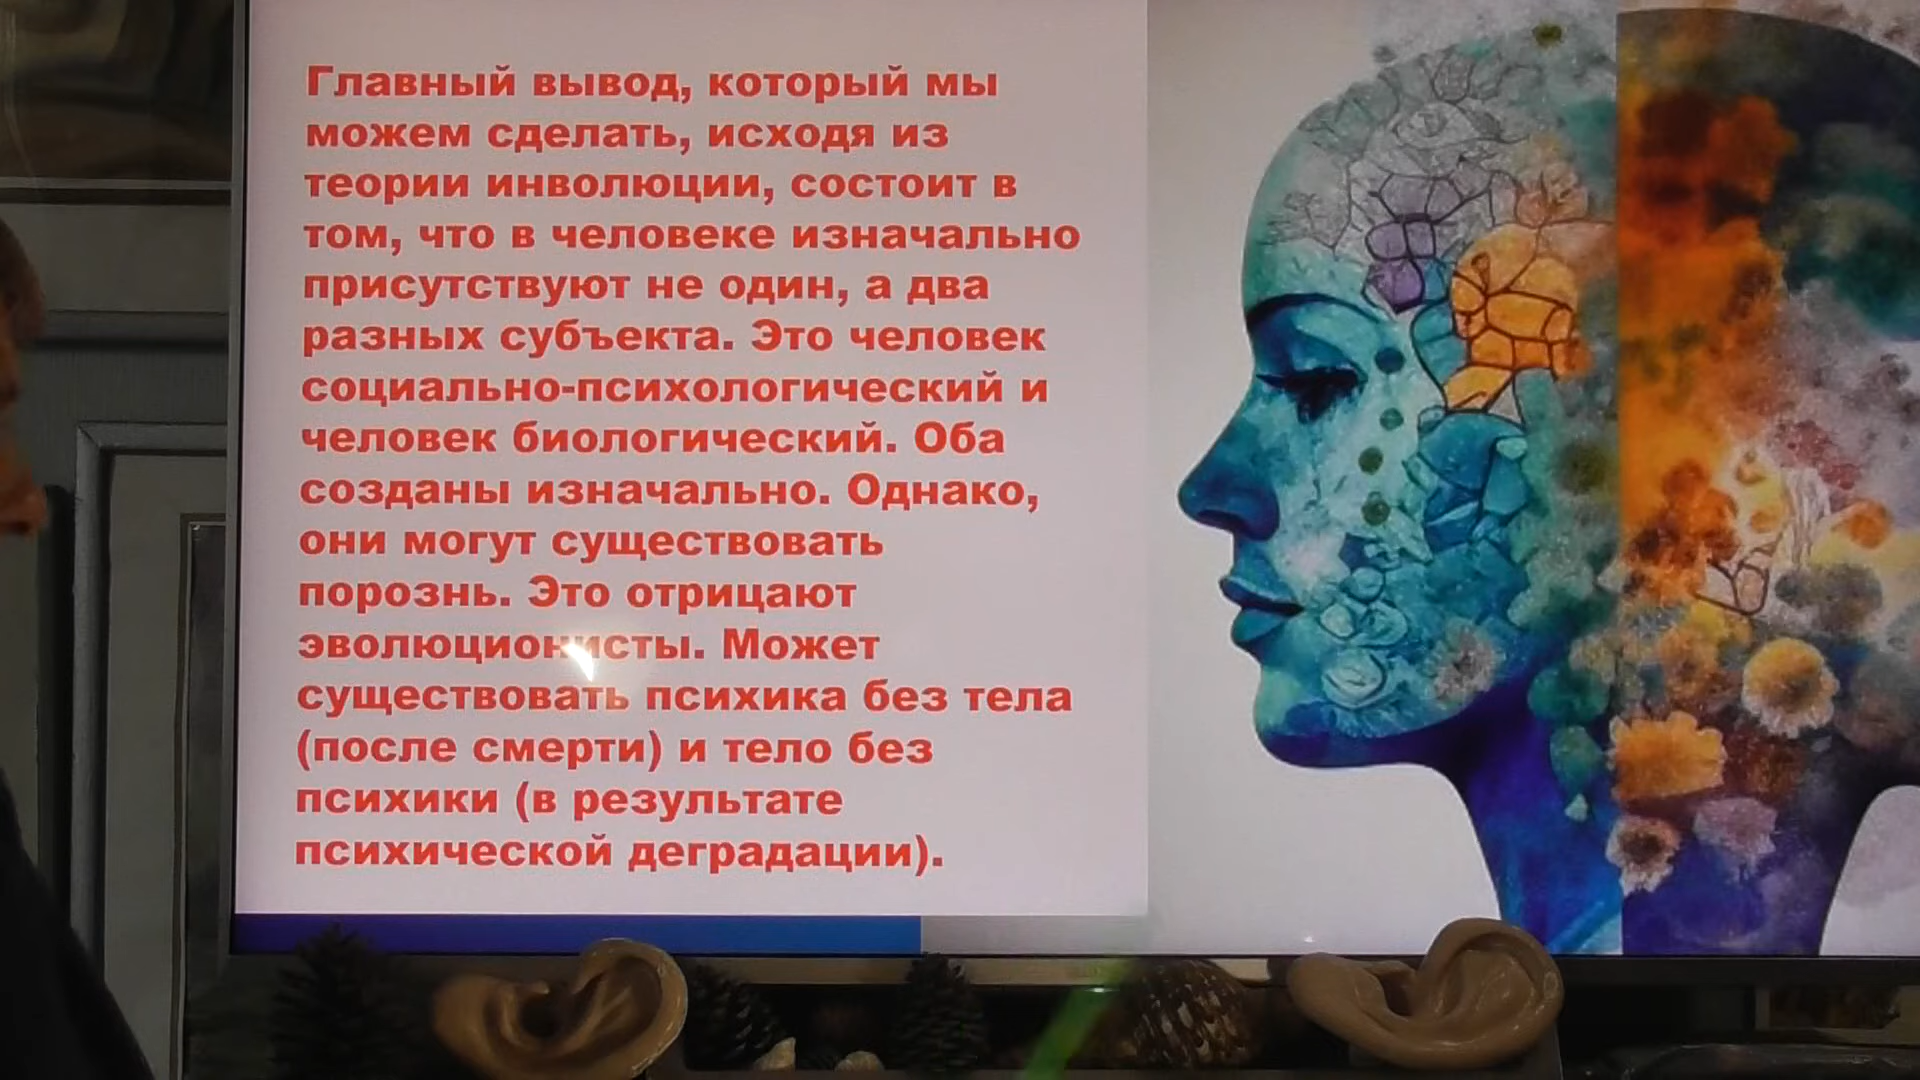 Главный вывод, который мы
можем сделать, исходя из
теории инволюции, состоит в
том, что в человеке изначально
присутствуют не один, а два
разных субъекта. Это человек
социально-психологический и
человек биологический. Оба
созданы изначально. Однако,
они могут существовать
порознь. Это отрицают
эволюционисты. Может
существовать психика без тела
(после смерти) и тело без
психики (в результате
психической деградации).